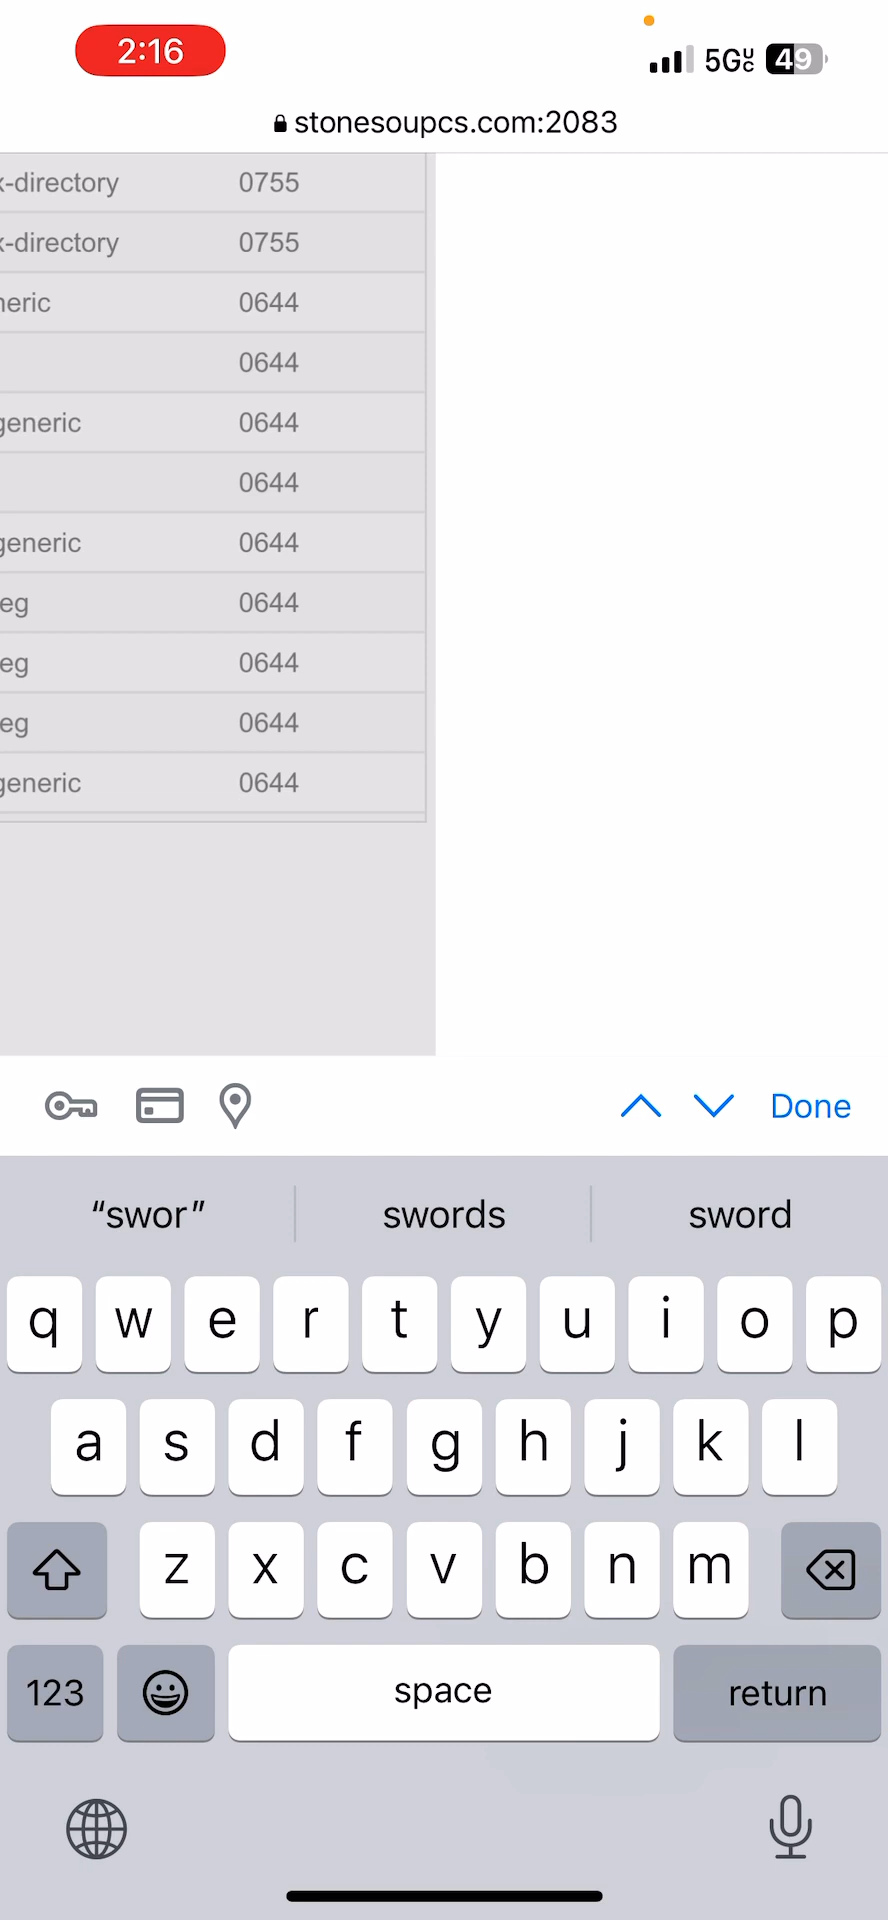 2:16 5G UC 49
stonesoupcs.com:2083
x-directory 0755
x-directory 0755
neric 0644
0644
generic 0644
0644
generic 0644
eg 0644
eg 0644
eg 0644
generic 0644
Done
“swor” swords sword
q w e r t y u i o p
a s d f g h j k l
z x c v b n m
123 space return